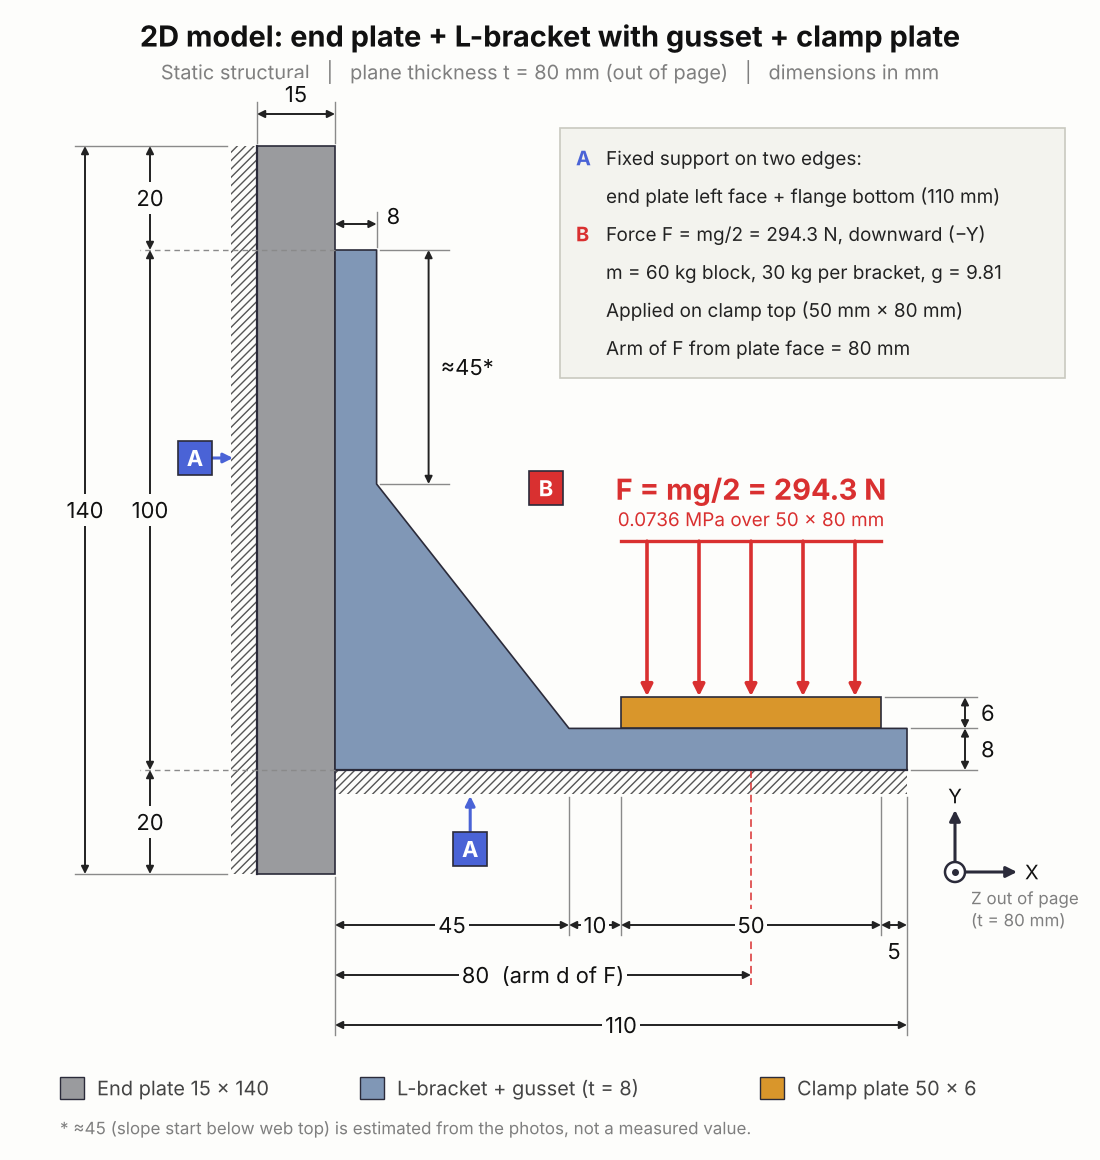 2D model: end plate + L-bracket with gusset + clamp plate
Static structural | plane thickness t = 80 mm (out of page) | dimensions in mm
15
A Fixed support on two edges:
end plate left face + flange bottom (110 mm)
B Force F = mg/2 = 294.3 N, downward (−Y)
m = 60 kg block, 30 kg per bracket, g = 9.81
Applied on clamp top (50 mm × 80 mm)
Arm of F from plate face = 80 mm
20
8
≈45*
A
B
F = mg/2 = 294.3 N
0.0736 MPa over 50 × 80 mm
140
100
6
8
20
A
Y
X
Z out of page
(t = 80 mm)
45
10
50
5
80 (arm d of F)
110
End plate 15 × 140
L-bracket + gusset (t = 8)
Clamp plate 50 × 6
* ≈45 (slope start below web top) is estimated from the photos, not a measured value.